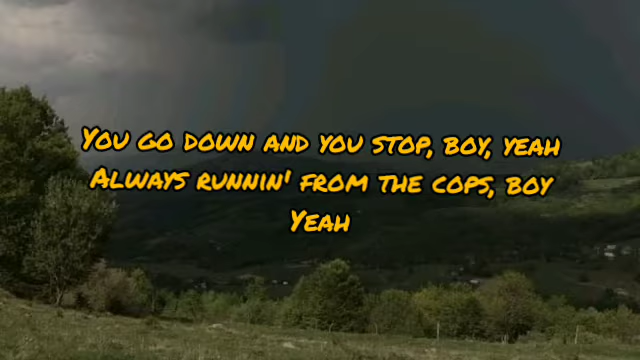 You go down and you stop, boy, yeah
Always runnin' from the cops, boy
Yeah